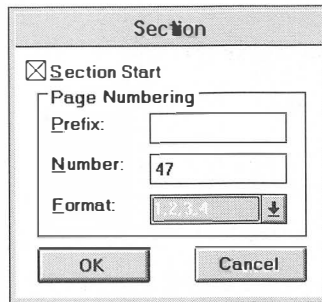 Section
Section Start
Page Numbering
Prefix:
Number: 47
Format: 1,2,3,4
OK Cancel